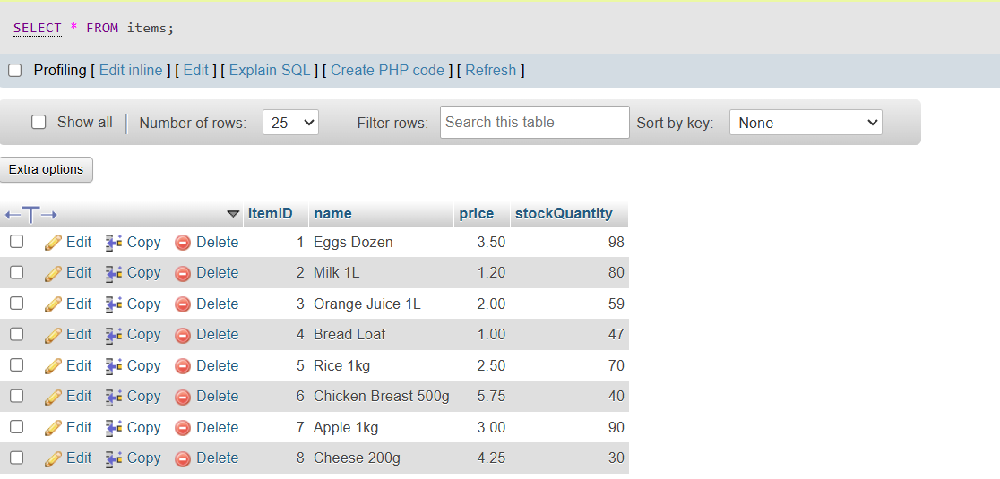 SELECT * FROM items;
Profiling [ Edit inline ] [ Edit ] [ Explain SQL ] [ Create PHP code ] [ Refresh ]
Show all Number of rows: 25 Filter rows: Search this table Sort by key: None
Extra options
itemID name price stockQuantity
Edit Copy Delete 1 Eggs Dozen 3.50 98
Edit Copy Delete 2 Milk 1L 1.20 80
Edit Copy Delete 3 Orange Juice 1L 2.00 59
Edit Copy Delete 4 Bread Loaf 1.00 47
Edit Copy Delete 5 Rice 1kg 2.50 70
Edit Copy Delete 6 Chicken Breast 500g 5.75 40
Edit Copy Delete 7 Apple 1kg 3.00 90
Edit Copy Delete 8 Cheese 200g 4.25 30